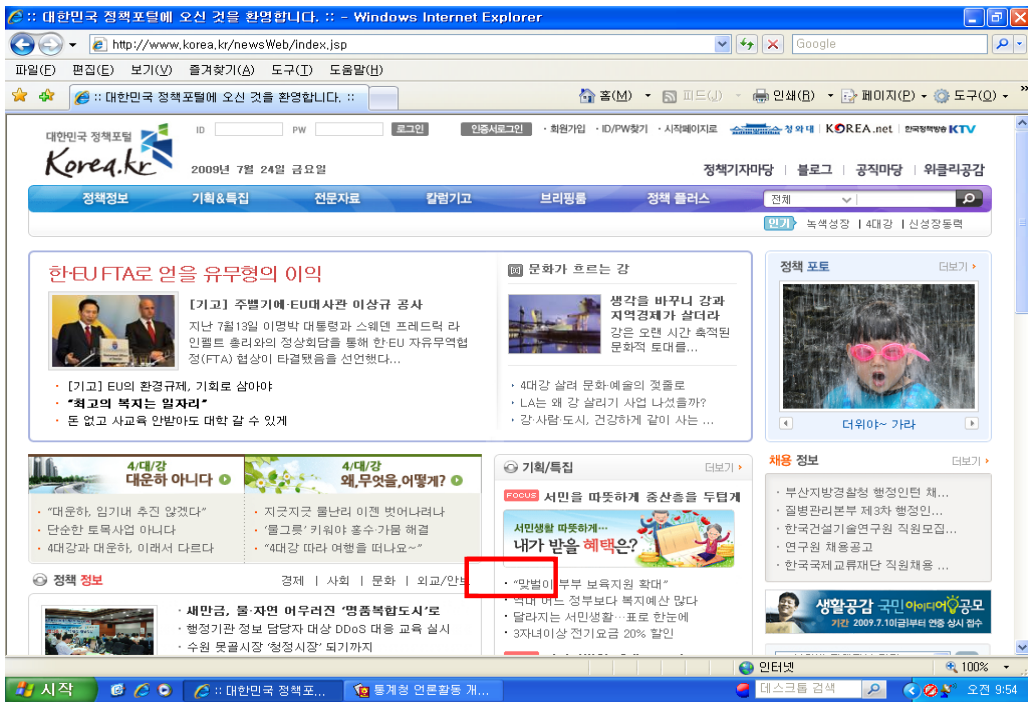 :: 대한민국 정책포털에 오신 것을 환영합니다. :: - Windows Internet Explorer
http://www.korea.kr/newsWeb/index.jsp
Google
파일(F) 편집(E) 보기(V) 즐겨찾기(A) 도구(T) 도움말(H)
:: 대한민국 정책포털에 오신 것을 환영합니다. ::
홈(M) 피드(J) 인쇄(R) 페이지(P) 도구(O)
대한민국 정책포털
Korea.kr
ID PW 로그인 인증서로그인 · 회원가입 · ID/PW찾기 · 시작페이지로 청와대 KOREA.net 한국정책방송 KTV
2009년 7월 24일 금요일
정책기자마당 | 블로그 | 공직마당 | 위클리공감
정책정보 기획&특집 전문자료 칼럼기고 브리핑룸 정책 플러스 전체
인기 녹색성장 | 4대강 | 신성장동력
한·EU FTA로 얻을 유무형의 이익
[기고] 주벨기에·EU대사관 이상규 공사
지난 7월13일 이명박 대통령과 스웨덴 프레드릭 라
인펠트 총리와의 정상회담을 통해 한·EU 자유무역협
정(FTA) 협상이 타결됐음을 선언했다...
· [기고] EU의 환경규제, 기회로 삼아야
· "최고의 복지는 일자리"
· 돈 없고 사교육 안받아도 대학 갈 수 있게
문화가 흐르는 강
생각을 바꾸니 강과
지역경제가 살더라
강은 오랜 시간 축적된
문화적 토대를...
· 4대강 살려 문화·예술의 젖줄로
· LA는 왜 강 살리기 사업 나섰을까?
· 강·사람·도시, 건강하게 같이 사는 ...
정책 포토 더보기
더위야~ 가라
4/대/강
대운하 아니다
4/대/강
왜,무엇을,어떻게?
· "대운하, 임기내 추진 않겠다"
· 단순한 토목사업 아니다
· 4대강과 대운하, 이래서 다르다
· 지긋지긋 물난리 이젠 벗어나려나
· '물그릇' 키워야 홍수·가뭄 해결
· "4대강 따라 여행을 떠나요~"
정책 정보 경제 | 사회 | 문화 | 외교/안보
· 새만금, 물·자연 어우러진 '명품복합도시'로
· 행정기관 정보 담당자 대상 DDoS 대응 교육 실시
· 수원 못골시장 '청정시장' 되기까지
기획/특집 더보기
FOCUS 서민을 따뜻하게 중산층을 두텁게
서민생활 따뜻하게...
내가 받을 혜택은?
· "맞벌이 부부 보육지원 확대"
· 역대 어느 정부보다 복지예산 많다
· 달라지는 서민생활…표로 한눈에
· 3자녀이상 전기요금 20% 할인
채용 정보 더보기
· 부산지방경찰청 행정인턴 채...
· 질병관리본부 제3차 행정인...
· 한국건설기술연구원 직원모집...
· 연구원 채용공고
· 한국국제교류재단 직원채용 ...
생활공감 국민아이디어공모
기간 2009.7.10(금)부터 연중 상시 접수
인터넷 100%
시작 :: 대한민국 정책포... 통계청 언론활동 개... 데스크톱 검색 오전 9:54